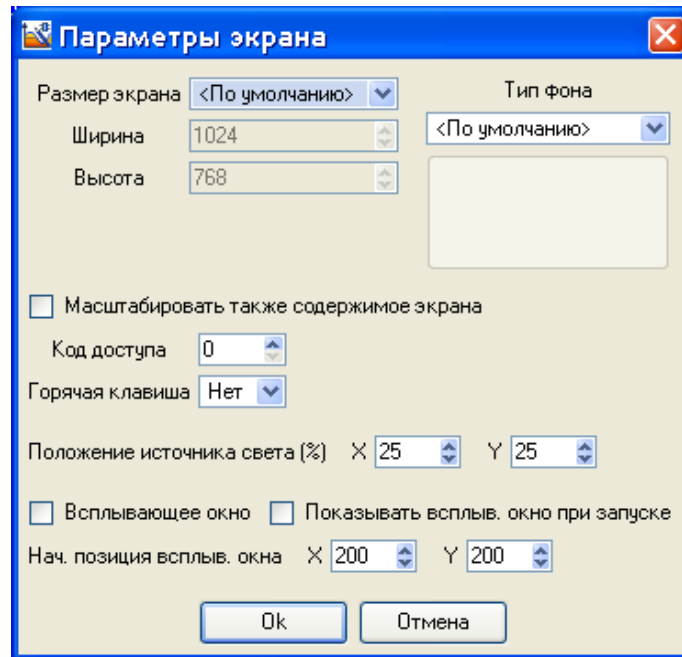 Параметры экрана
Размер экрана <По умолчанию> Тип фона
Ширина 1024 <По умолчанию>
Высота 768
Масштабировать также содержимое экрана
Код доступа 0
Горячая клавиша Нет
Положение источника света (%) X 25 Y 25
Всплывающее окно Показывать всплыв. окно при запуске
Нач. позиция всплыв. окна X 200 Y 200
Ok Отмена